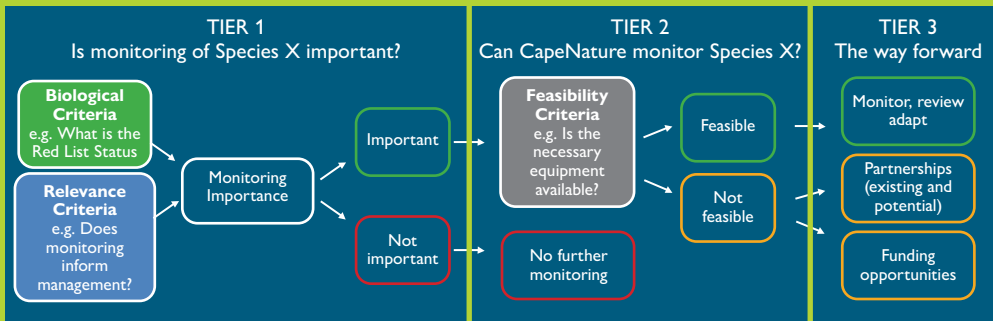 TIER 1
Is monitoring of Species X important?
Biological
Criteria
e.g. What is the
Red List Status
Relevance
Criteria
e.g. Does
monitoring
inform
management?
Monitoring
Importance
Important
Not
important
TIER 2
Can CapeNature monitor Species X?
Feasibility
Criteria
e.g. Is the
necessary
equipment
available?
No further
monitoring
Feasible
Not
feasible
TIER 3
The way forward
Monitor, review
adapt
Partnerships
(existing and
potential)
Funding
opportunities